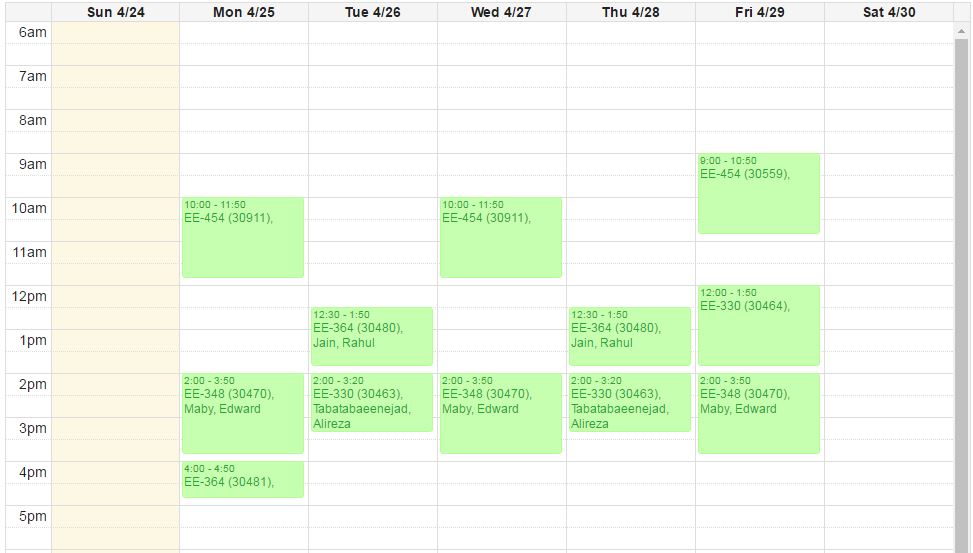 Sun 4/24 Mon 4/25 Tue 4/26 Wed 4/27 Thu 4/28 Fri 4/29 Sat 4/30
6am
7am
8am
9am
9:00 - 10:50
EE-454 (30559),
10am
10:00 - 11:50
EE-454 (30911),
10:00 - 11:50
EE-454 (30911),
11am
12pm
12:00 - 1:50
EE-330 (30464),
12:30 - 1:50
EE-364 (30480),
Jain, Rahul
12:30 - 1:50
EE-364 (30480),
Jain, Rahul
1pm
2pm
2:00 - 3:50
EE-348 (30470),
Maby, Edward
2:00 - 3:20
EE-330 (30463),
Tabatabaeenejad,
Alireza
2:00 - 3:50
EE-348 (30470),
Maby, Edward
2:00 - 3:20
EE-330 (30463),
Tabatabaeenejad,
Alireza
2:00 - 3:50
EE-348 (30470),
Maby, Edward
3pm
4pm
4:00 - 4:50
EE-364 (30481),
5pm